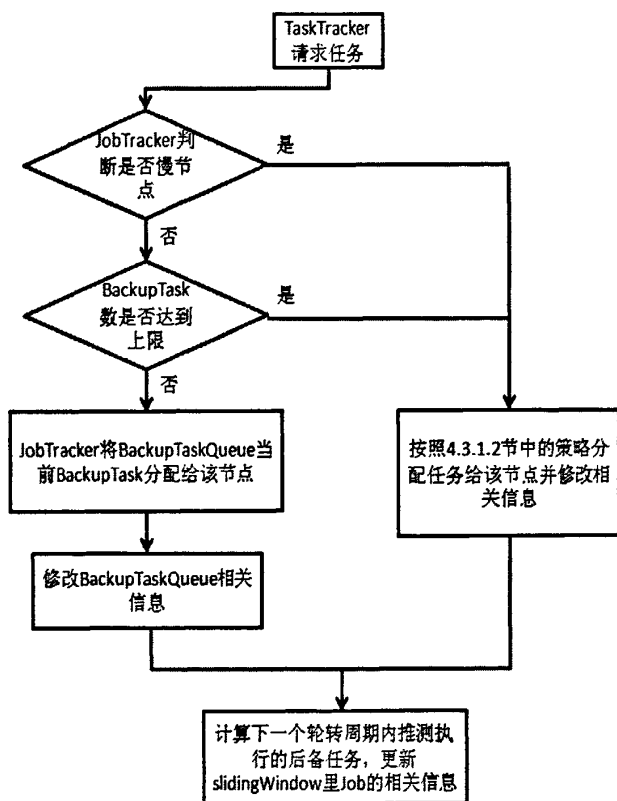 TaskTracker
请求任务
JobTracker判
断是否慢节
点
是
否
BackupTask
数是否达到
上限
是
否
JobTracker将BackupTaskQueue当
前BackupTask分配给该节点
按照4.3.1.2节中的策略分
配任务给该节点并修改相
关信息
修改BackupTaskQueue相关
信息
计算下一个轮转周期内推测执
行的后备任务，更新
slidingWindow里Job的相关信息